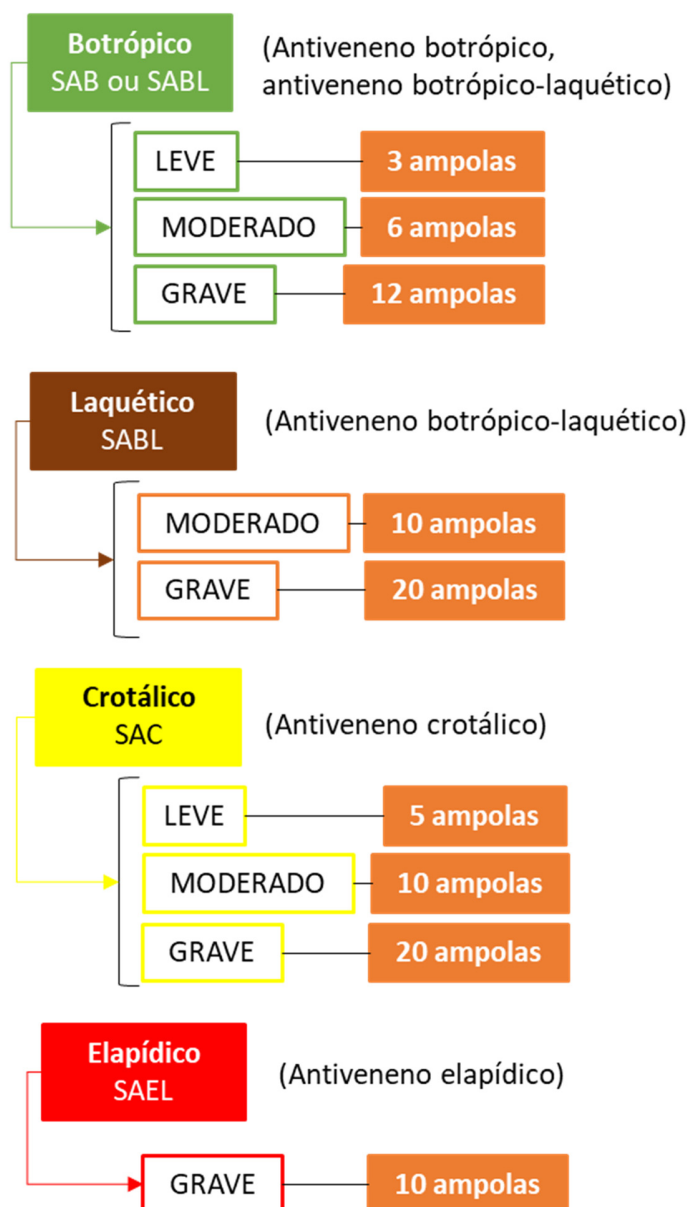 Botrópico
SAB ou SABL
(Antiveneno botrópico,
antiveneno botrópico-laquético)
LEVE
3 ampolas
MODERADO
6 ampolas
GRAVE
12 ampolas
Laquético
SABL
(Antiveneno botrópico-laquético)
MODERADO
10 ampolas
GRAVE
20 ampolas
Crotálico
SAC
(Antiveneno crotálico)
LEVE
5 ampolas
MODERADO
10 ampolas
GRAVE
20 ampolas
Elapídico
SAEL
(Antiveneno elapídico)
GRAVE
10 ampolas